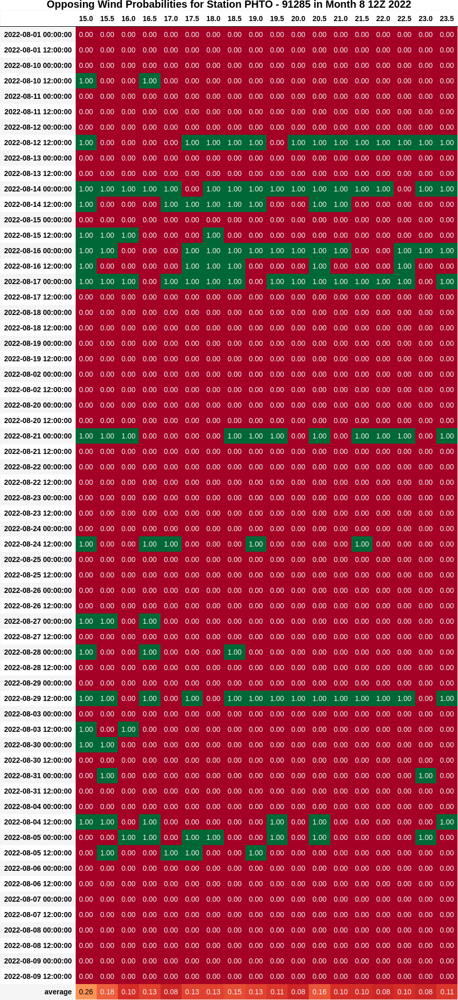 Opposing Wind Probabilities for Station PHTO - 91285 in Month 8 12Z 2022
15.0 15.5 16.0 16.5 17.0 17.5 18.0 18.5 19.0 19.5 20.0 20.5 21.0 21.5 22.0 22.5 23.0 23.5
2022-08-01 00:00:00 0.00 0.00 0.00 0.00 0.00 0.00 0.00 0.00 0.00 0.00 0.00 0.00 0.00 0.00 0.00 0.00 0.00 0.00
2022-08-01 12:00:00 0.00 0.00 0.00 0.00 0.00 0.00 0.00 0.00 0.00 0.00 0.00 0.00 0.00 0.00 0.00 0.00 0.00 0.00
2022-08-10 00:00:00 0.00 0.00 0.00 0.00 0.00 0.00 0.00 0.00 0.00 0.00 0.00 0.00 0.00 0.00 0.00 0.00 0.00 0.00
2022-08-10 12:00:00 1.00 0.00 0.00 1.00 0.00 0.00 0.00 0.00 0.00 0.00 0.00 0.00 0.00 0.00 0.00 0.00 0.00 0.00
2022-08-11 00:00:00 0.00 0.00 0.00 0.00 0.00 0.00 0.00 0.00 0.00 0.00 0.00 0.00 0.00 0.00 0.00 0.00 0.00 0.00
2022-08-11 12:00:00 0.00 0.00 0.00 0.00 0.00 0.00 0.00 0.00 0.00 0.00 0.00 0.00 0.00 0.00 0.00 0.00 0.00 0.00
2022-08-12 00:00:00 0.00 0.00 0.00 0.00 0.00 0.00 0.00 0.00 0.00 0.00 0.00 0.00 0.00 0.00 0.00 0.00 0.00 0.00
2022-08-12 12:00:00 1.00 0.00 0.00 0.00 0.00 1.00 1.00 1.00 1.00 0.00 1.00 1.00 1.00 1.00 1.00 1.00 1.00 1.00
2022-08-13 00:00:00 0.00 0.00 0.00 0.00 0.00 0.00 0.00 0.00 0.00 0.00 0.00 0.00 0.00 0.00 0.00 0.00 0.00 0.00
2022-08-13 12:00:00 0.00 0.00 0.00 0.00 0.00 0.00 0.00 0.00 0.00 0.00 0.00 0.00 0.00 0.00 0.00 0.00 0.00 0.00
2022-08-14 00:00:00 1.00 1.00 1.00 1.00 1.00 0.00 1.00 1.00 1.00 1.00 1.00 1.00 1.00 1.00 1.00 0.00 1.00 1.00
2022-08-14 12:00:00 1.00 0.00 0.00 0.00 1.00 1.00 1.00 1.00 1.00 0.00 0.00 1.00 1.00 0.00 0.00 0.00 0.00 0.00
2022-08-15 00:00:00 0.00 0.00 0.00 0.00 0.00 0.00 0.00 0.00 0.00 0.00 0.00 0.00 0.00 0.00 0.00 0.00 0.00 0.00
2022-08-15 12:00:00 1.00 1.00 1.00 0.00 0.00 0.00 1.00 0.00 0.00 0.00 0.00 0.00 0.00 0.00 0.00 0.00 0.00 0.00
2022-08-16 00:00:00 1.00 1.00 0.00 0.00 0.00 1.00 1.00 1.00 1.00 1.00 1.00 1.00 1.00 0.00 0.00 1.00 1.00 1.00
2022-08-16 12:00:00 1.00 0.00 0.00 0.00 0.00 1.00 1.00 1.00 0.00 0.00 0.00 1.00 0.00 0.00 0.00 1.00 0.00 0.00
2022-08-17 00:00:00 1.00 1.00 1.00 0.00 1.00 1.00 1.00 1.00 0.00 1.00 1.00 1.00 1.00 1.00 1.00 1.00 0.00 1.00
2022-08-17 12:00:00 0.00 0.00 0.00 0.00 0.00 0.00 0.00 0.00 0.00 0.00 0.00 0.00 0.00 0.00 0.00 0.00 0.00 0.00
2022-08-18 00:00:00 0.00 0.00 0.00 0.00 0.00 0.00 0.00 0.00 0.00 0.00 0.00 0.00 0.00 0.00 0.00 0.00 0.00 0.00
2022-08-18 12:00:00 0.00 0.00 0.00 0.00 0.00 0.00 0.00 0.00 0.00 0.00 0.00 0.00 0.00 0.00 0.00 0.00 0.00 0.00
2022-08-19 00:00:00 0.00 0.00 0.00 0.00 0.00 0.00 0.00 0.00 0.00 0.00 0.00 0.00 0.00 0.00 0.00 0.00 0.00 0.00
2022-08-19 12:00:00 0.00 0.00 0.00 0.00 0.00 0.00 0.00 0.00 0.00 0.00 0.00 0.00 0.00 0.00 0.00 0.00 0.00 0.00
2022-08-02 00:00:00 0.00 0.00 0.00 0.00 0.00 0.00 0.00 0.00 0.00 0.00 0.00 0.00 0.00 0.00 0.00 0.00 0.00 0.00
2022-08-02 12:00:00 0.00 0.00 0.00 0.00 0.00 0.00 0.00 0.00 0.00 0.00 0.00 0.00 0.00 0.00 0.00 0.00 0.00 0.00
2022-08-20 00:00:00 0.00 0.00 0.00 0.00 0.00 0.00 0.00 0.00 0.00 0.00 0.00 0.00 0.00 0.00 0.00 0.00 0.00 0.00
2022-08-20 12:00:00 0.00 0.00 0.00 0.00 0.00 0.00 0.00 0.00 0.00 0.00 0.00 0.00 0.00 0.00 0.00 0.00 0.00 0.00
2022-08-21 00:00:00 1.00 1.00 1.00 0.00 0.00 0.00 0.00 1.00 1.00 1.00 0.00 1.00 0.00 1.00 1.00 1.00 0.00 1.00
2022-08-21 12:00:00 0.00 0.00 0.00 0.00 0.00 0.00 0.00 0.00 0.00 0.00 0.00 0.00 0.00 0.00 0.00 0.00 0.00 0.00
2022-08-22 00:00:00 0.00 0.00 0.00 0.00 0.00 0.00 0.00 0.00 0.00 0.00 0.00 0.00 0.00 0.00 0.00 0.00 0.00 0.00
2022-08-22 12:00:00 0.00 0.00 0.00 0.00 0.00 0.00 0.00 0.00 0.00 0.00 0.00 0.00 0.00 0.00 0.00 0.00 0.00 0.00
2022-08-23 00:00:00 0.00 0.00 0.00 0.00 0.00 0.00 0.00 0.00 0.00 0.00 0.00 0.00 0.00 0.00 0.00 0.00 0.00 0.00
2022-08-23 12:00:00 0.00 0.00 0.00 0.00 0.00 0.00 0.00 0.00 0.00 0.00 0.00 0.00 0.00 0.00 0.00 0.00 0.00 0.00
2022-08-24 00:00:00 0.00 0.00 0.00 0.00 0.00 0.00 0.00 0.00 0.00 0.00 0.00 0.00 0.00 0.00 0.00 0.00 0.00 0.00
2022-08-24 12:00:00 1.00 0.00 0.00 1.00 1.00 0.00 0.00 0.00 1.00 0.00 0.00 0.00 0.00 1.00 0.00 0.00 0.00 0.00
2022-08-25 00:00:00 0.00 0.00 0.00 0.00 0.00 0.00 0.00 0.00 0.00 0.00 0.00 0.00 0.00 0.00 0.00 0.00 0.00 0.00
2022-08-25 12:00:00 0.00 0.00 0.00 0.00 0.00 0.00 0.00 0.00 0.00 0.00 0.00 0.00 0.00 0.00 0.00 0.00 0.00 0.00
2022-08-26 00:00:00 0.00 0.00 0.00 0.00 0.00 0.00 0.00 0.00 0.00 0.00 0.00 0.00 0.00 0.00 0.00 0.00 0.00 0.00
2022-08-26 12:00:00 0.00 0.00 0.00 0.00 0.00 0.00 0.00 0.00 0.00 0.00 0.00 0.00 0.00 0.00 0.00 0.00 0.00 0.00
2022-08-27 00:00:00 1.00 1.00 0.00 1.00 0.00 0.00 0.00 0.00 0.00 0.00 0.00 0.00 0.00 0.00 0.00 0.00 0.00 0.00
2022-08-27 12:00:00 0.00 0.00 0.00 0.00 0.00 0.00 0.00 0.00 0.00 0.00 0.00 0.00 0.00 0.00 0.00 0.00 0.00 0.00
2022-08-28 00:00:00 1.00 0.00 0.00 1.00 0.00 0.00 0.00 1.00 0.00 0.00 0.00 0.00 0.00 0.00 0.00 0.00 0.00 0.00
2022-08-28 12:00:00 0.00 0.00 0.00 0.00 0.00 0.00 0.00 0.00 0.00 0.00 0.00 0.00 0.00 0.00 0.00 0.00 0.00 0.00
2022-08-29 00:00:00 0.00 0.00 0.00 0.00 0.00 0.00 0.00 0.00 0.00 0.00 0.00 0.00 0.00 0.00 0.00 0.00 0.00 0.00
2022-08-29 12:00:00 1.00 1.00 0.00 1.00 0.00 1.00 0.00 1.00 1.00 1.00 1.00 1.00 1.00 1.00 1.00 1.00 0.00 1.00
2022-08-03 00:00:00 0.00 0.00 0.00 0.00 0.00 0.00 0.00 0.00 0.00 0.00 0.00 0.00 0.00 0.00 0.00 0.00 0.00 0.00
2022-08-03 12:00:00 1.00 0.00 1.00 0.00 0.00 0.00 0.00 0.00 0.00 0.00 0.00 0.00 0.00 0.00 0.00 0.00 0.00 0.00
2022-08-30 00:00:00 1.00 1.00 0.00 0.00 0.00 0.00 0.00 0.00 0.00 0.00 0.00 0.00 0.00 0.00 0.00 0.00 0.00 0.00
2022-08-30 12:00:00 0.00 0.00 0.00 0.00 0.00 0.00 0.00 0.00 0.00 0.00 0.00 0.00 0.00 0.00 0.00 0.00 0.00 0.00
2022-08-31 00:00:00 0.00 1.00 0.00 0.00 0.00 0.00 0.00 0.00 0.00 0.00 0.00 0.00 0.00 0.00 0.00 0.00 1.00 0.00
2022-08-31 12:00:00 0.00 0.00 0.00 0.00 0.00 0.00 0.00 0.00 0.00 0.00 0.00 0.00 0.00 0.00 0.00 0.00 0.00 0.00
2022-08-04 00:00:00 0.00 0.00 0.00 0.00 0.00 0.00 0.00 0.00 0.00 0.00 0.00 0.00 0.00 0.00 0.00 0.00 0.00 0.00
2022-08-04 12:00:00 1.00 1.00 0.00 1.00 0.00 0.00 0.00 0.00 0.00 1.00 0.00 1.00 0.00 0.00 0.00 0.00 0.00 1.00
2022-08-05 00:00:00 0.00 0.00 1.00 1.00 0.00 1.00 1.00 0.00 0.00 1.00 0.00 1.00 0.00 0.00 0.00 0.00 1.00 0.00
2022-08-05 12:00:00 0.00 1.00 0.00 0.00 1.00 1.00 0.00 0.00 1.00 0.00 0.00 0.00 0.00 0.00 0.00 0.00 0.00 0.00
2022-08-06 00:00:00 0.00 0.00 0.00 0.00 0.00 0.00 0.00 0.00 0.00 0.00 0.00 0.00 0.00 0.00 0.00 0.00 0.00 0.00
2022-08-06 12:00:00 0.00 0.00 0.00 0.00 0.00 0.00 0.00 0.00 0.00 0.00 0.00 0.00 0.00 0.00 0.00 0.00 0.00 0.00
2022-08-07 00:00:00 0.00 0.00 0.00 0.00 0.00 0.00 0.00 0.00 0.00 0.00 0.00 0.00 0.00 0.00 0.00 0.00 0.00 0.00
2022-08-07 12:00:00 0.00 0.00 0.00 0.00 0.00 0.00 0.00 0.00 0.00 0.00 0.00 0.00 0.00 0.00 0.00 0.00 0.00 0.00
2022-08-08 00:00:00 0.00 0.00 0.00 0.00 0.00 0.00 0.00 0.00 0.00 0.00 0.00 0.00 0.00 0.00 0.00 0.00 0.00 0.00
2022-08-08 12:00:00 0.00 0.00 0.00 0.00 0.00 0.00 0.00 0.00 0.00 0.00 0.00 0.00 0.00 0.00 0.00 0.00 0.00 0.00
2022-08-09 00:00:00 0.00 0.00 0.00 0.00 0.00 0.00 0.00 0.00 0.00 0.00 0.00 0.00 0.00 0.00 0.00 0.00 0.00 0.00
2022-08-09 12:00:00 0.00 0.00 0.00 0.00 0.00 0.00 0.00 0.00 0.00 0.00 0.00 0.00 0.00 0.00 0.00 0.00 0.00 0.00
average 0.26 0.18 0.10 0.13 0.08 0.13 0.13 0.15 0.13 0.11 0.08 0.16 0.10 0.10 0.08 0.10 0.08 0.11